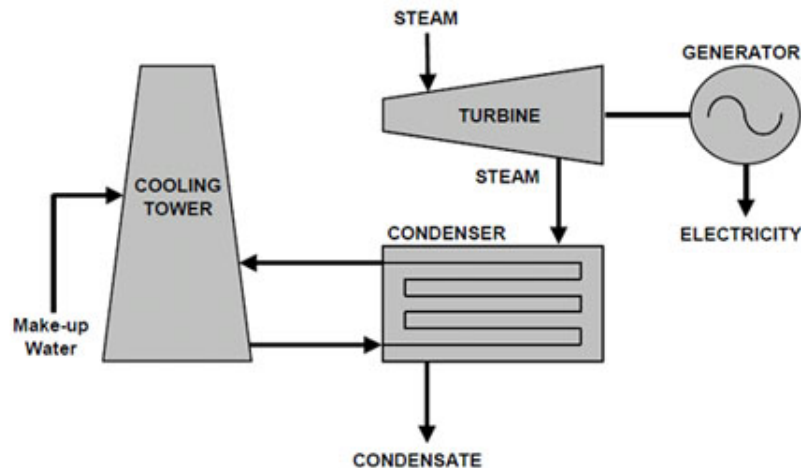 STEAM
GENERATOR
TURBINE
COOLING
TOWER
STEAM
CONDENSER
ELECTRICITY
Make-up
Water
CONDENSATE